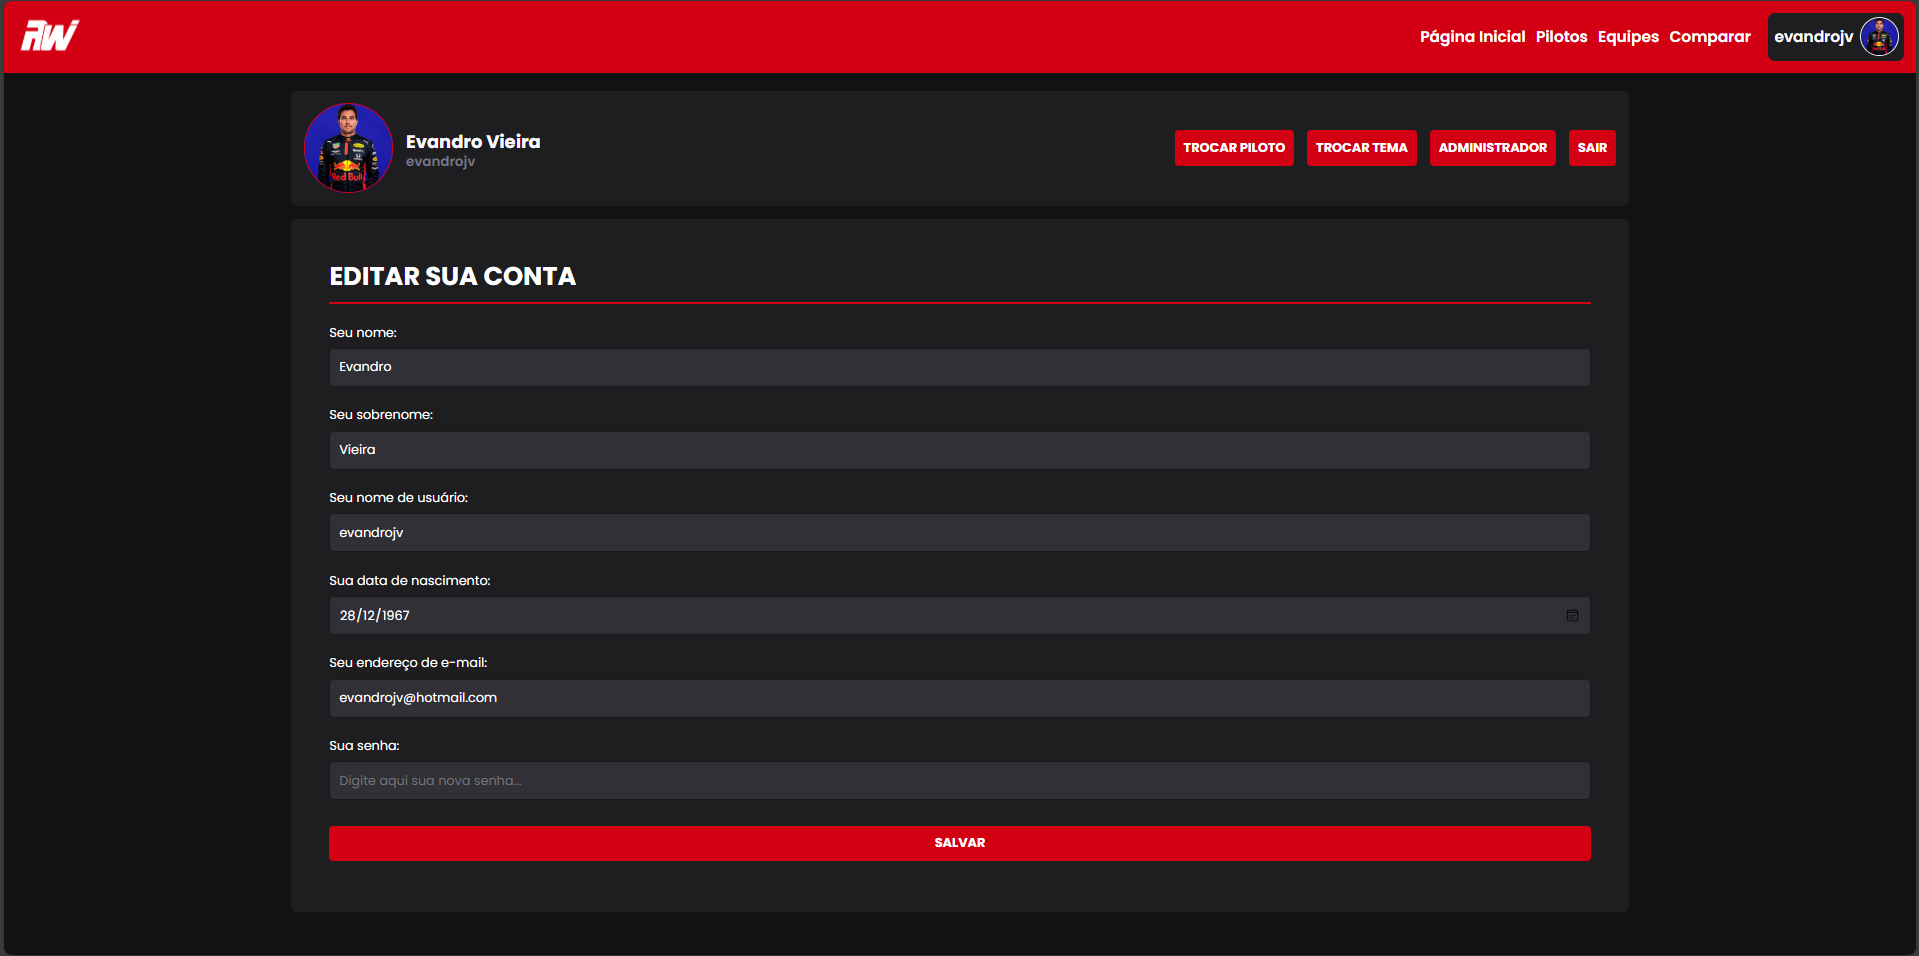 RW
Página Inicial Pilotos Equipes Comparar evandrojv
Evandro Vieira
evandrojv
TROCAR PILOTO TROCAR TEMA ADMINISTRADOR SAIR
Red Bull
EDITAR SUA CONTA
Seu nome:
Evandro
Seu sobrenome:
Vieira
Seu nome de usuário:
evandrojv
Sua data de nascimento:
28/12/1967
Seu endereço de e-mail:
evandrojv@hotmail.com
Sua senha:
Digite aqui sua nova senha...
SALVAR